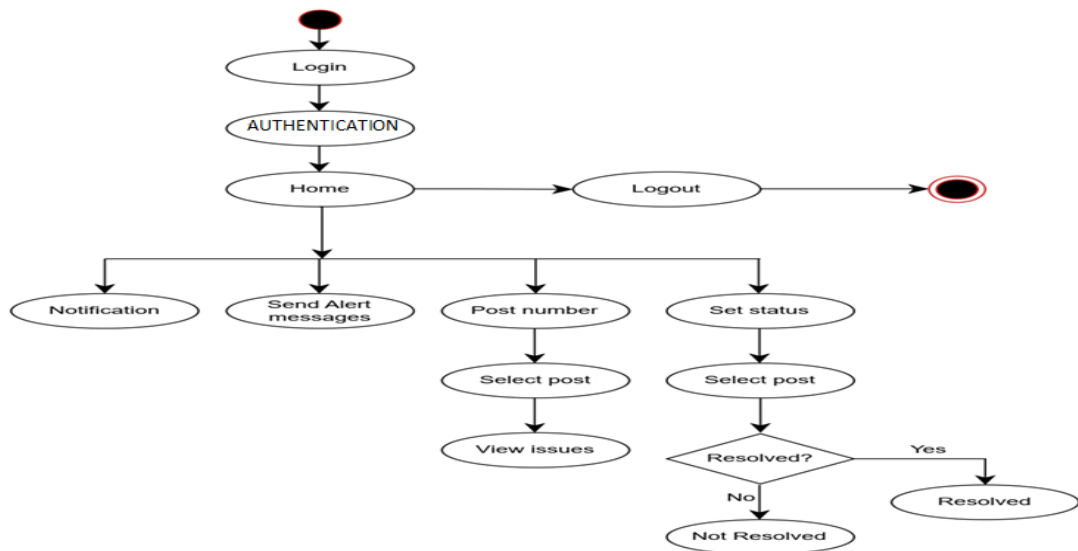 Login
AUTHENTICATION
Home
Logout
Notification
Send Alert
messages
Post number
Set status
Select post
Select post
View issues
Resolved?
Yes
No
Resolved
Not Resolved